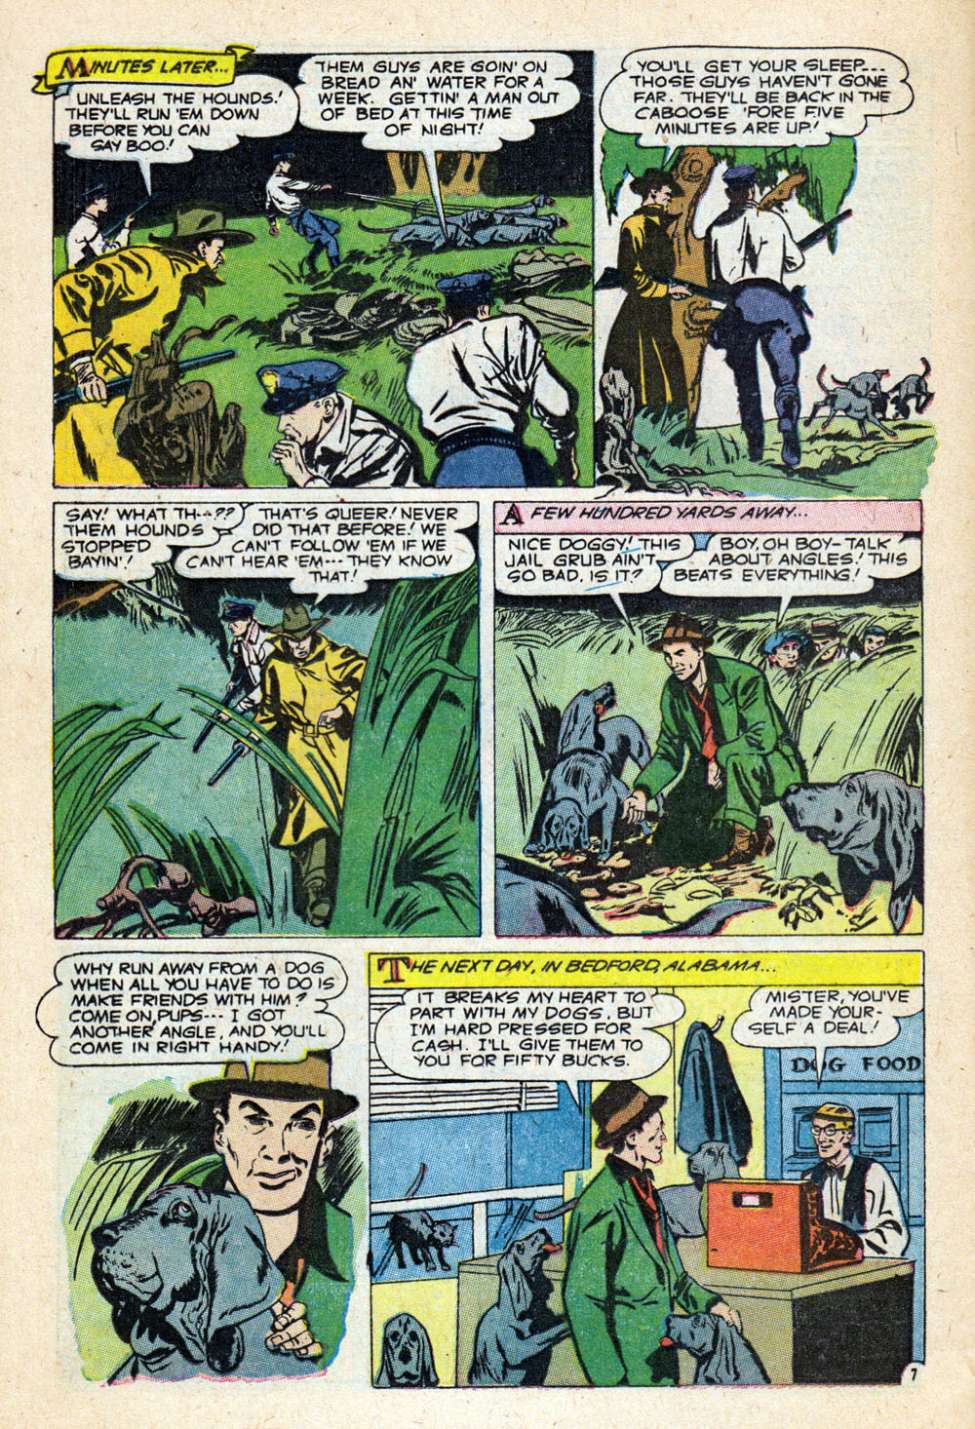 MINUTES LATER...
UNLEASH THE HOUNDS!
THEY'LL RUN 'EM DOWN
BEFORE YOU CAN
SAY BOO!
THEM GUYS ARE GOIN' ON
BREAD AN' WATER FOR A
WEEK. GETTIN' A MAN OUT
OF BED AT THIS TIME
OF NIGHT!
YOU'LL GET YOUR SLEEP...
THOSE GUYS HAVEN'T GONE
FAR. THEY'LL BE BACK IN THE
CABOOSE 'FORE FIVE
MINUTES ARE UP!
SAY! WHAT TH--??
THEM HOUNDS
STOPPED
BAYIN'!
THAT'S QUEER! NEVER
DID THAT BEFORE! WE
CAN'T FOLLOW 'EM IF WE
CAN'T HEAR 'EM--- THEY KNOW
THAT!
A FEW HUNDRED YARDS AWAY...
NICE DOGGY! THIS
JAIL GRUB AIN'T
SO BAD, IS IT?
BOY, OH BOY-TALK
ABOUT ANGLES! THIS
BEATS EVERYTHING!
WHY RUN AWAY FROM A DOG
WHEN ALL YOU HAVE TO DO IS
MAKE FRIENDS WITH HIM?
COME ON, PUPS--- I GOT
ANOTHER ANGLE, AND YOU'LL
COME IN RIGHT HANDY!
THE NEXT DAY, IN BEDFORD, ALABAMA...
IT BREAKS MY HEART TO
PART WITH MY DOGS, BUT
I'M HARD PRESSED FOR
CASH. I'LL GIVE THEM TO
YOU FOR FIFTY BUCKS.
MISTER, YOU'VE
MADE YOUR-
SELF A DEAL!
DOG FOOD
7